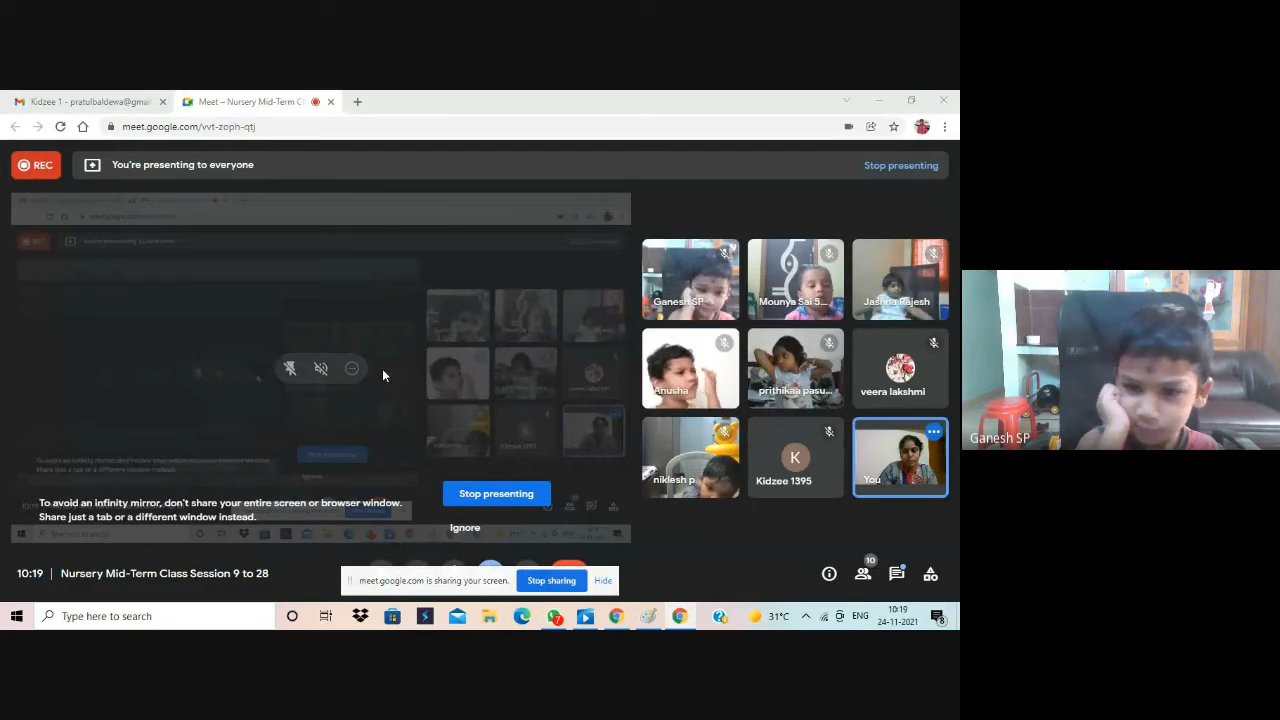 Kidzee 1 - pratulbaldewa@gmai
Meet – Nursery Mid-Term C
meet.google.com/vvt-zoph-qtj
REC
You're presenting to everyone
Stop presenting
Ganesh SP
Mounya Sai 5...
Jashna Rajesh
Anusha
prithikaa pasu...
veera lakshmi
niklesh p
K
Kidzee 1395
You
Ganesh SP
To avoid an infinity mirror, don't share your entire screen or browser window.
Share just a tab or a different window instead.
Stop presenting
Ignore
10:19 | Nursery Mid-Term Class Session 9 to 28
10
meet.google.com is sharing your screen.
Stop sharing
Hide
Type here to search
7
31°C
ENG
10:19
24-11-2021
8